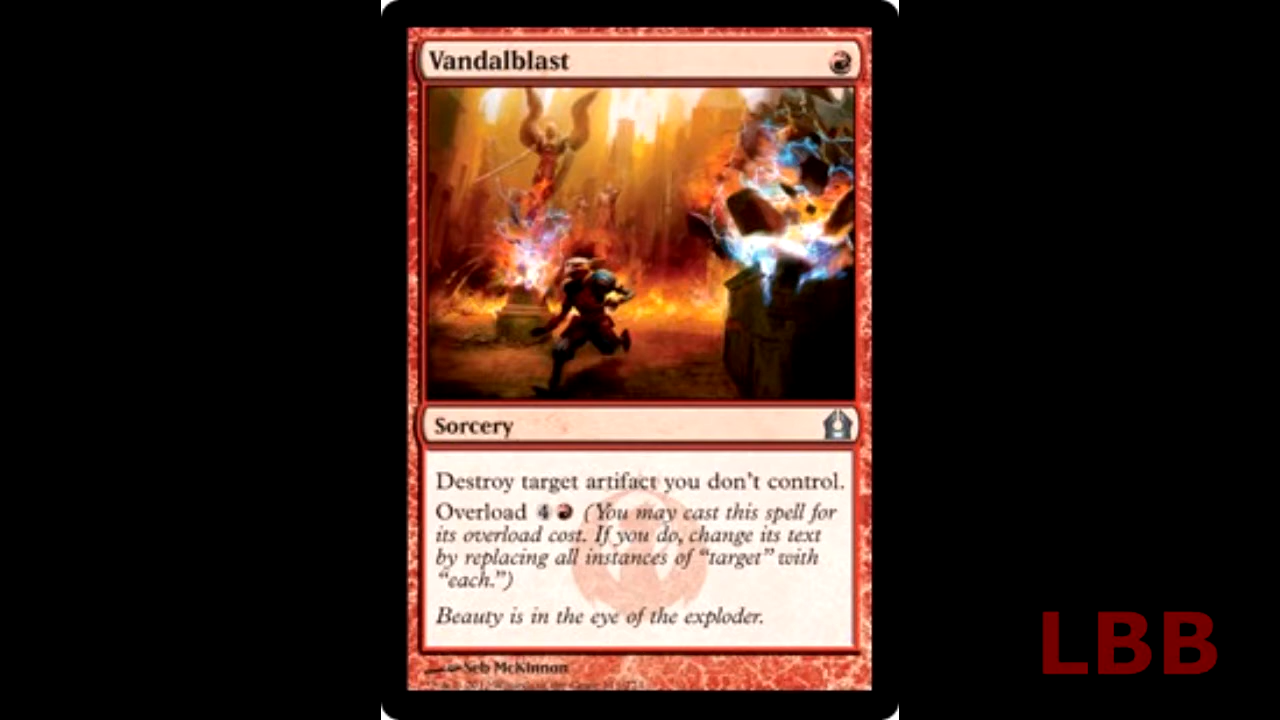 Vandalblast
Sorcery
Destroy target artifact you don't control.
Overload 4 (You may cast this spell for
its overload cost. If you do, change its text
by replacing all instances of “target” with
“each.”)
Beauty is in the eye of the exploder.
Seb McKinnon
LBB